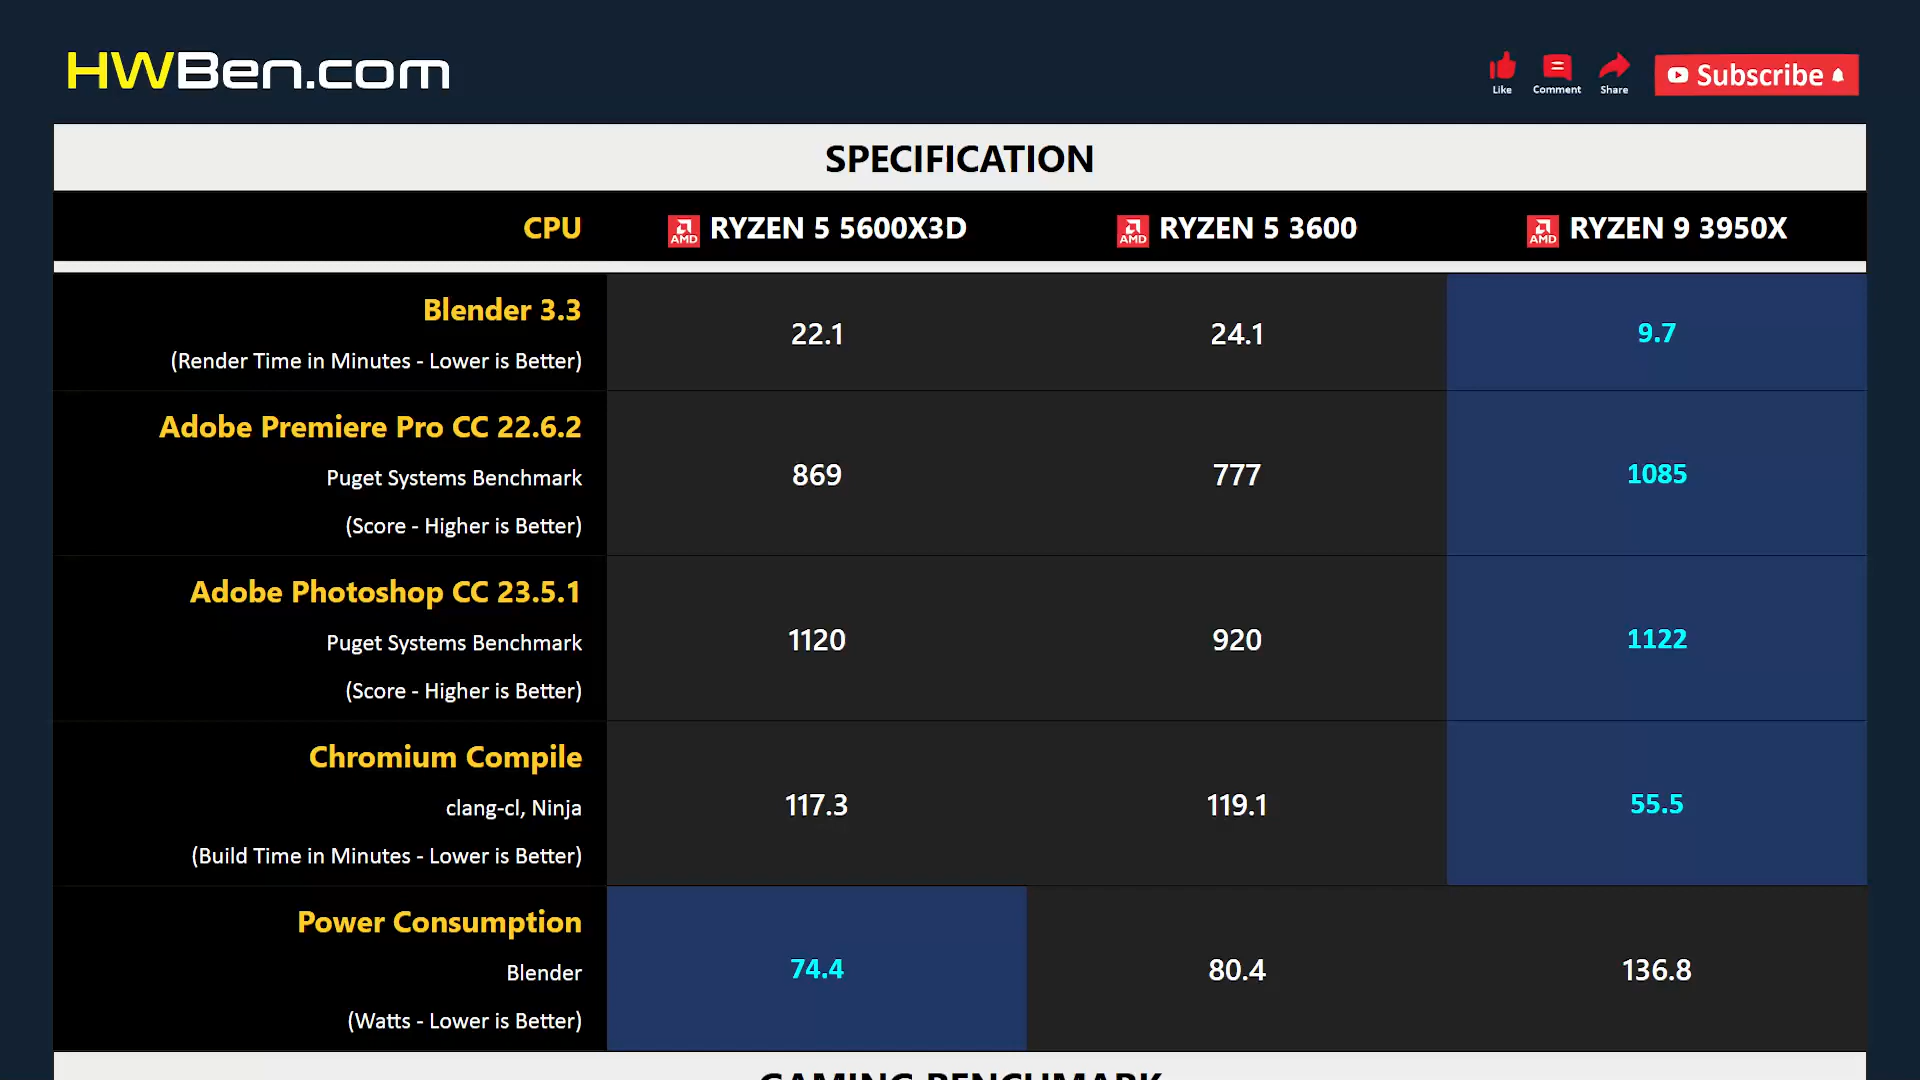 HWBen.com
Like
Comment
Share
Subscribe
SPECIFICATION
CPU
AMD RYZEN 5 5600X3D
AMD RYZEN 5 3600
AMD RYZEN 9 3950X
Blender 3.3
(Render Time in Minutes - Lower is Better)
22.1
24.1
9.7
Adobe Premiere Pro CC 22.6.2
Puget Systems Benchmark
(Score - Higher is Better)
869
777
1085
Adobe Photoshop CC 23.5.1
Puget Systems Benchmark
(Score - Higher is Better)
1120
920
1122
Chromium Compile
clang-cl, Ninja
(Build Time in Minutes - Lower is Better)
117.3
119.1
55.5
Power Consumption
Blender
(Watts - Lower is Better)
74.4
80.4
136.8
GAMING BENCHMARK